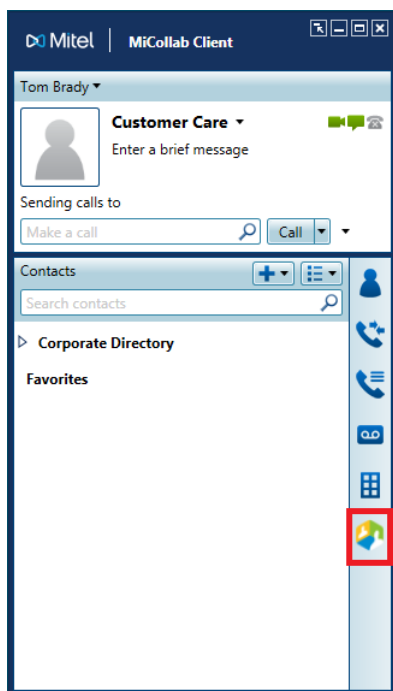 Mitel | MiCollab Client
Tom Brady
Customer Care
Enter a brief message
Sending calls to
Make a call
Call
Contacts
Search contacts
Corporate Directory
Favorites